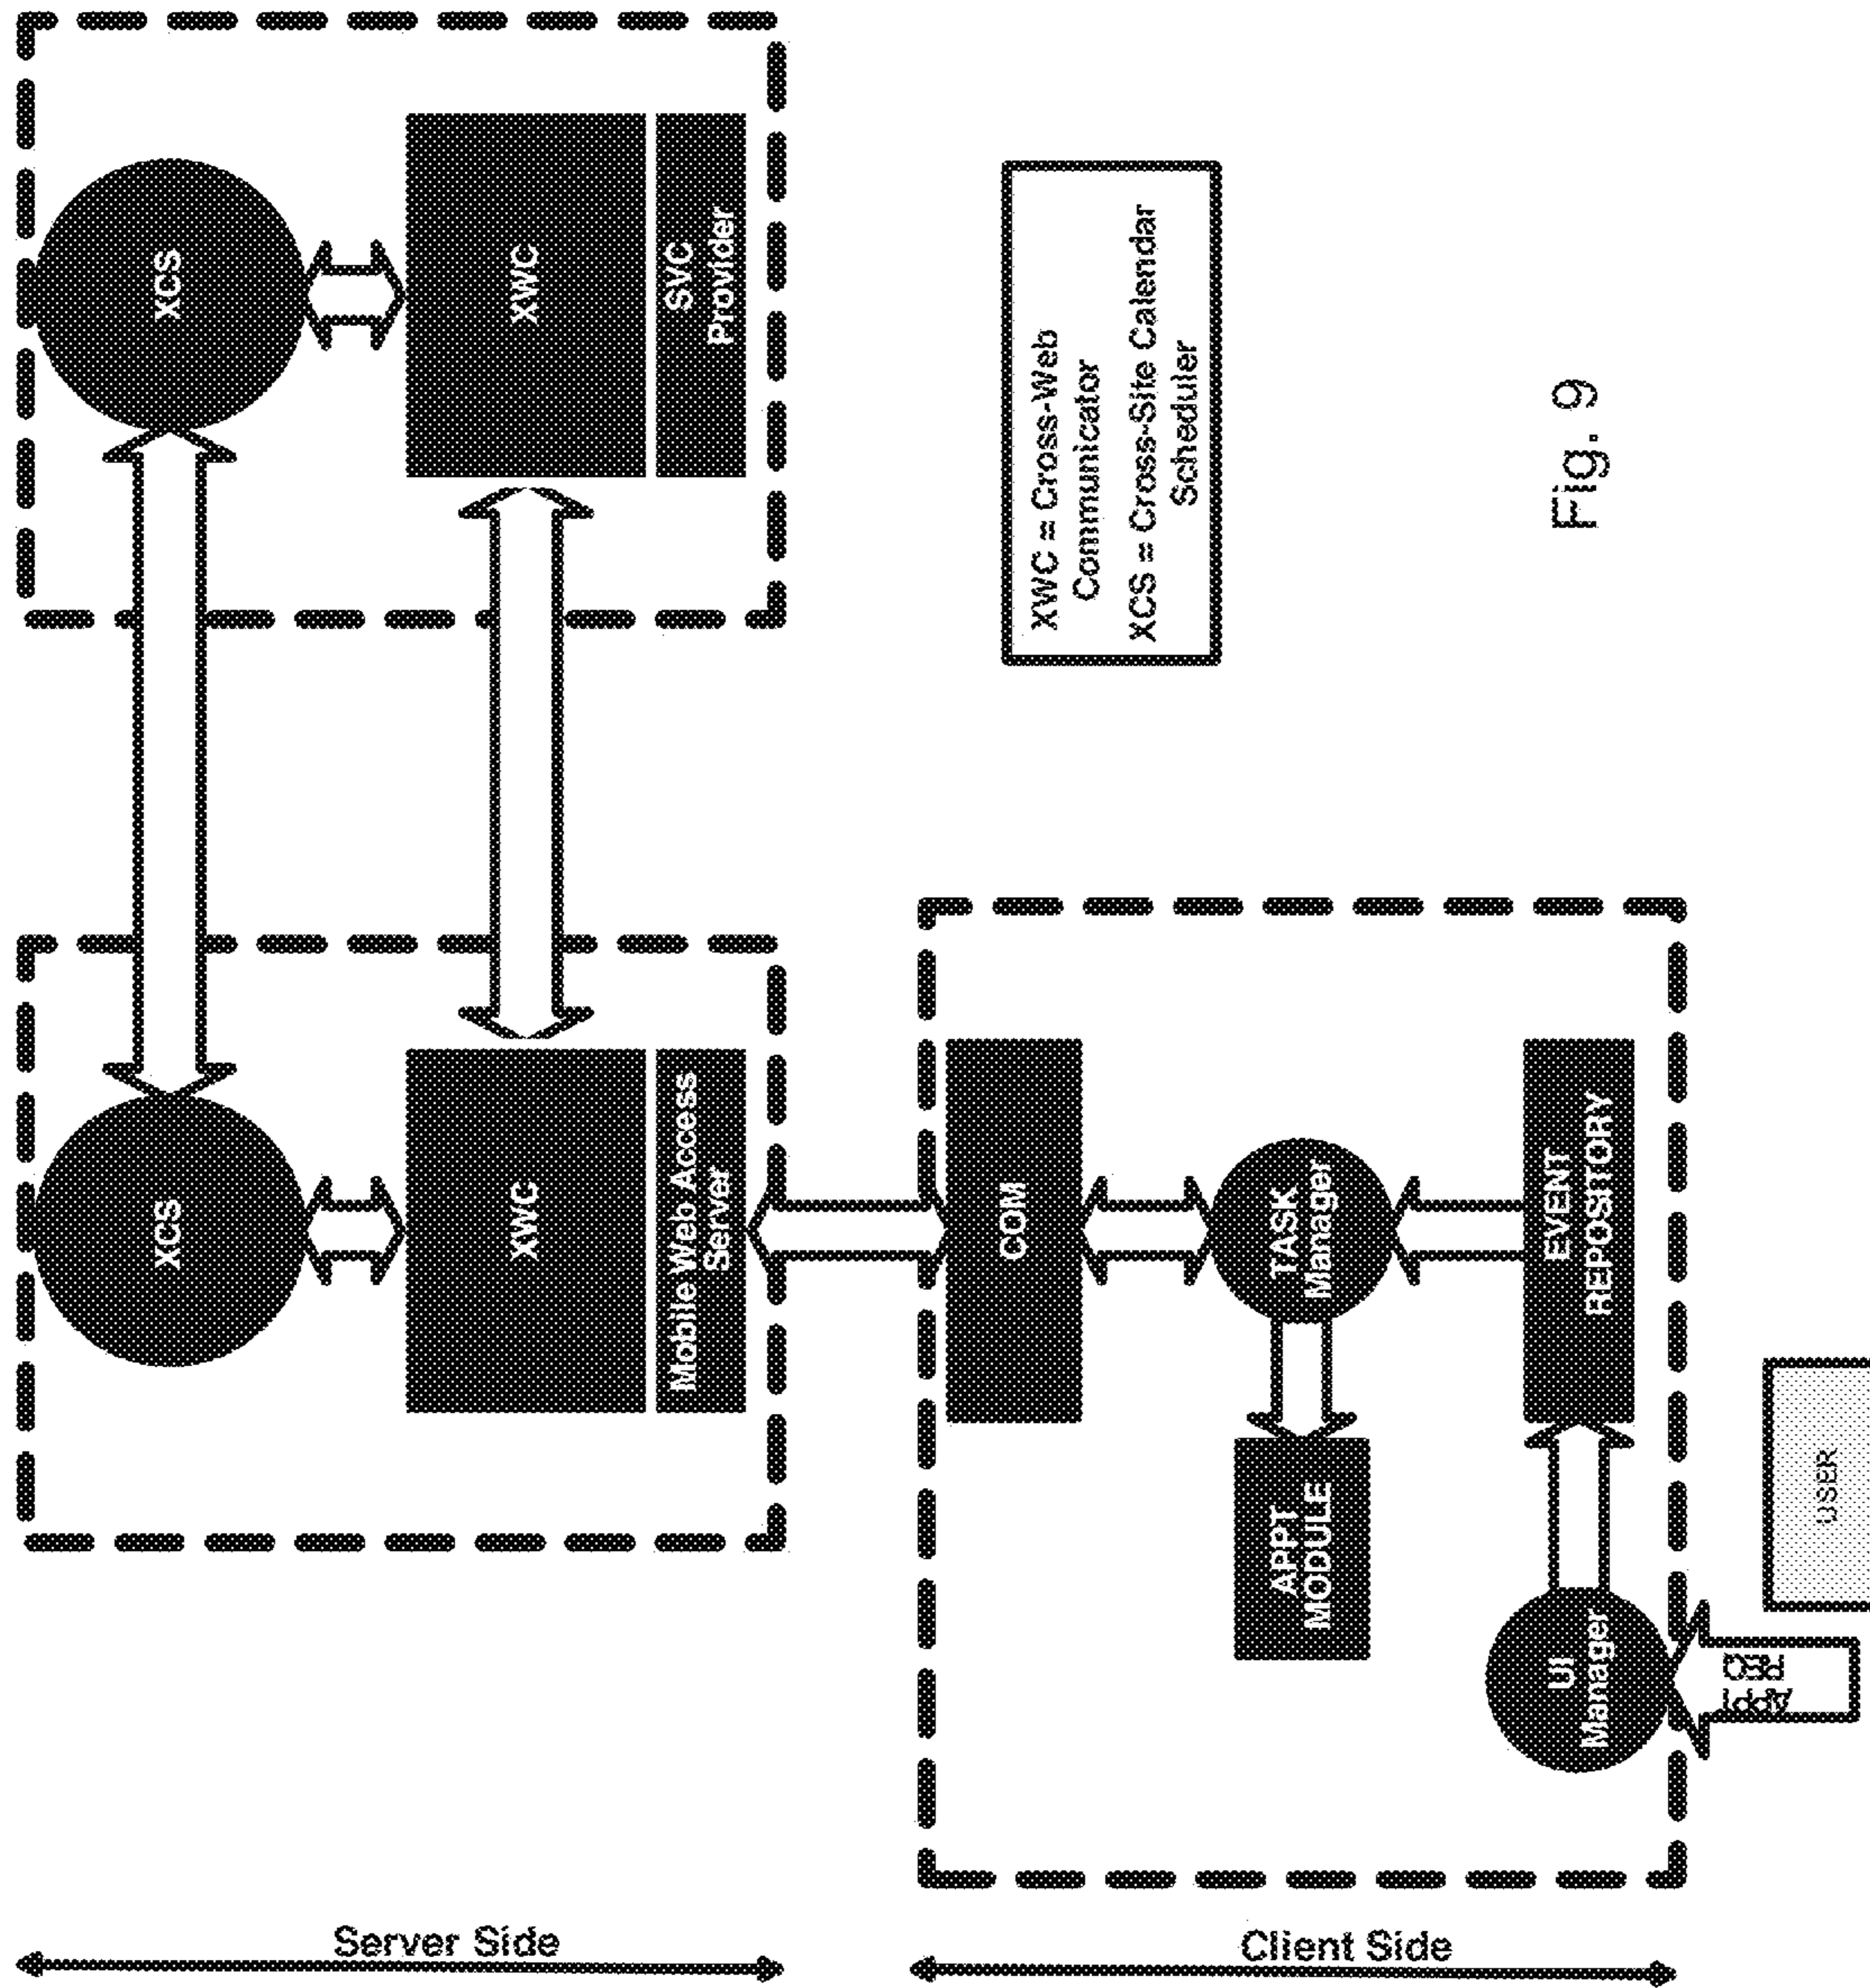 Server Side
XCS
XCS
XWC
XWC
Mobile Web Access
Server
SVC
Provider
Client Side
COM
TASK
Manager
APPT
MODULE
EVENT
REPOSITORY
UI
Manager
Appt
REQ
USER
XWC = Cross-Web
Communicator
XCS = Cross-Site Calendar
Scheduler
Fig. 9